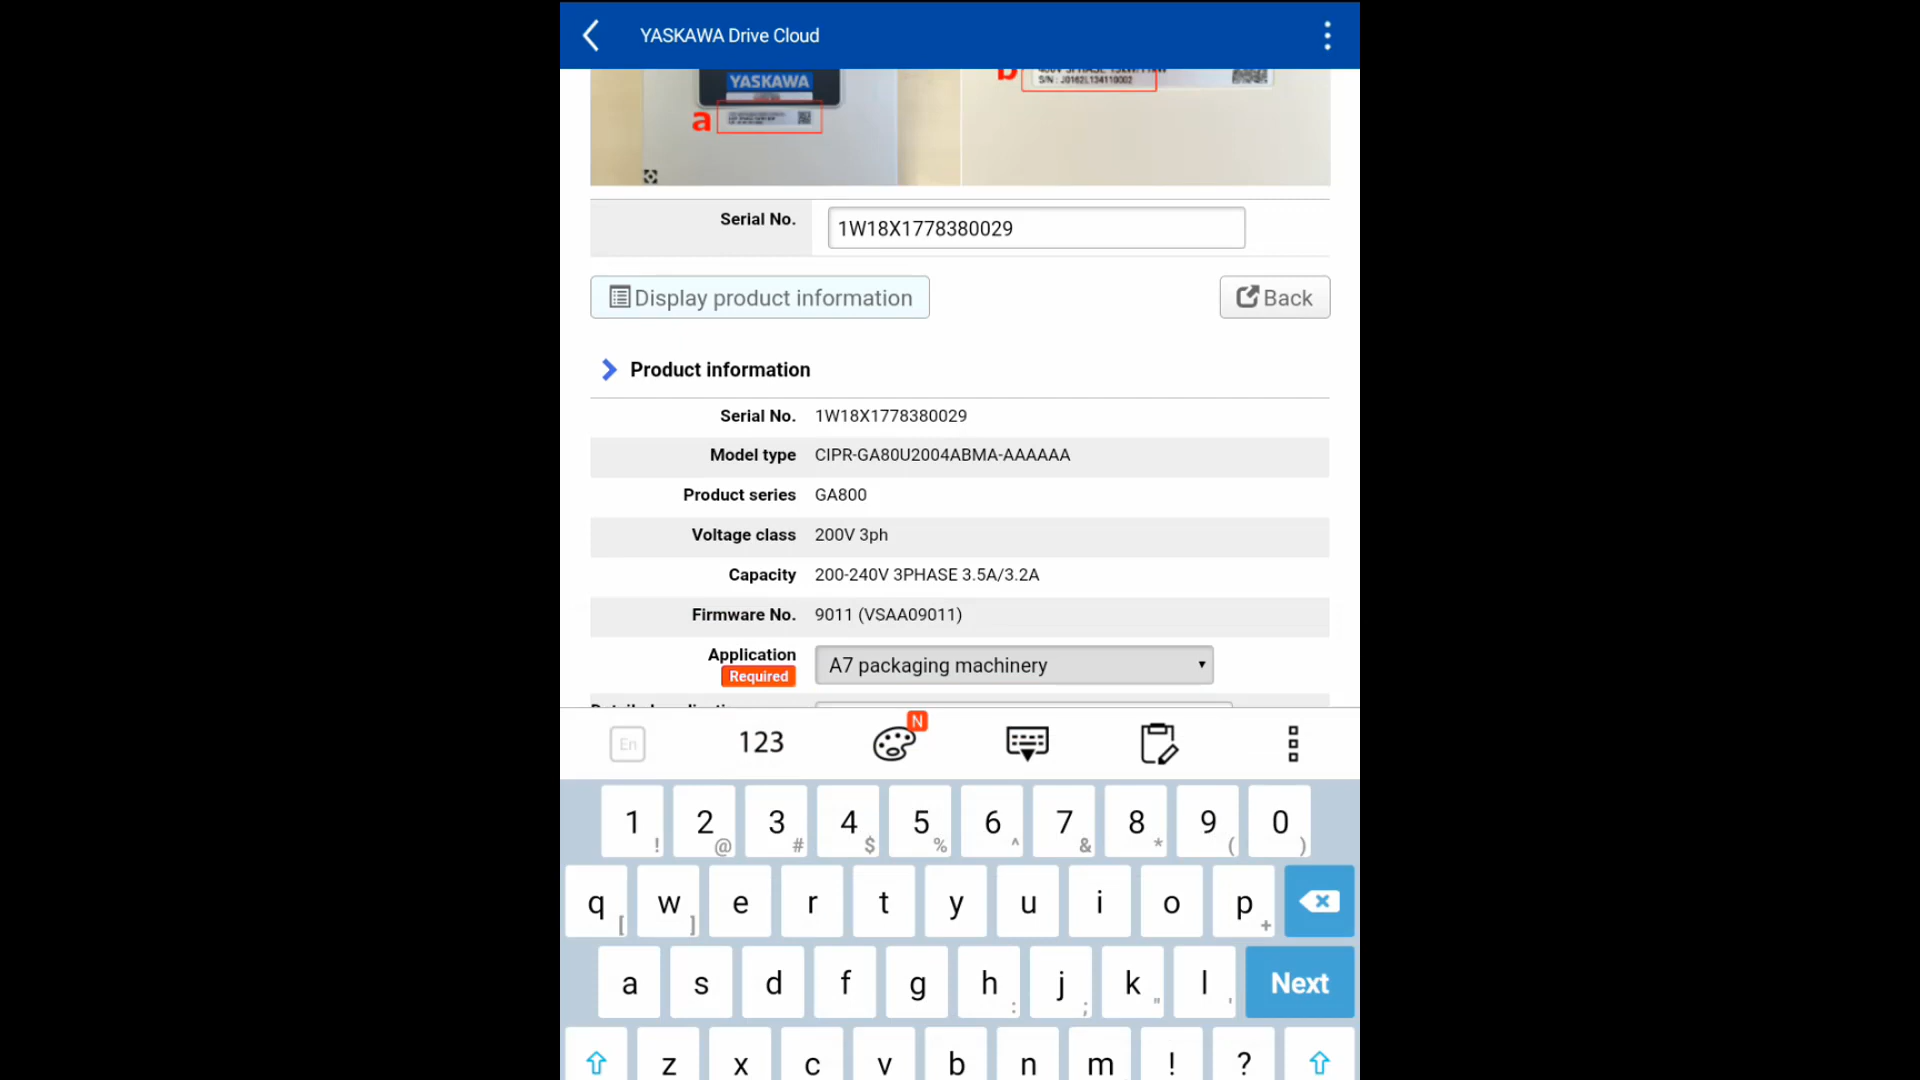 YASKAWA Drive Cloud
YASKAWA
a
b
S/N : J0162L134110002
Serial No. 1W18X1778380029
Display product information
Back
Product information
Serial No. 1W18X1778380029
Model type CIPR-GA80U2004ABMA-AAAAAA
Product series GA800
Voltage class 200V 3ph
Capacity 200-240V 3PHASE 3.5A/3.2A
Firmware No. 9011 (VSAA09011)
Application A7 packaging machinery
Required
En 123 N
1 ! 2 @ 3 # 4 $ 5 % 6 ^ 7 & 8 * 9 ( 0 )
q [ w ] e r t y u i o p +
a s d f g h : j ; k " l ' Next
z x c v b n m ! ?